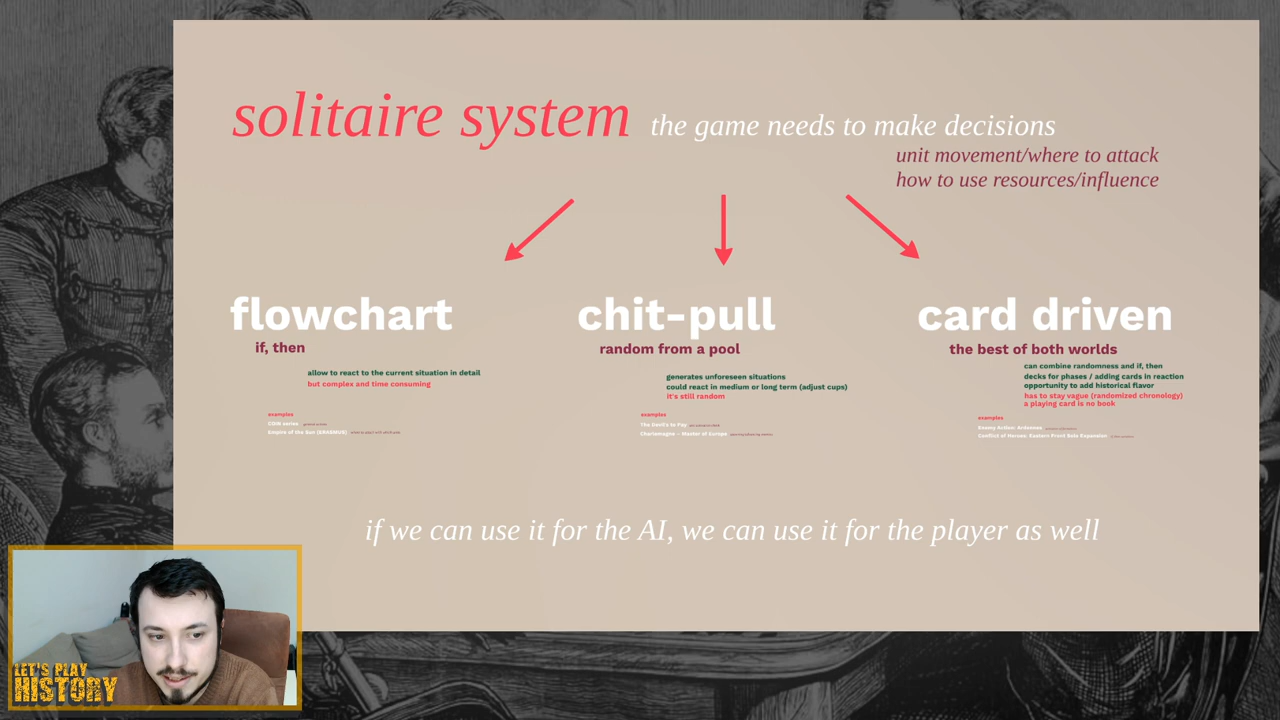 solitaire system the game needs to make decisions
unit movement/where to attack
how to use resources/influence
flowchart
if, then
allow to react to the current situation in detail
but complex and time consuming
examples
COIN series
Empire of the Sun (ERASMUS)
chit-pull
random from a pool
generates unforeseen situations
could react in medium or long term (adjust cups)
it's still random
examples
The Devil's to Pay
Charlemagne – Master of Europe
card driven
the best of both worlds
can combine randomness and if, then
decks for phases / adding cards in reaction
opportunity to add historical flavor
has to stay vague (randomized chronology)
a playing card is no book
examples
Enemy Action: Ardennes
Conflict of Heroes: Eastern Front Solo Expansion
if we can use it for the AI, we can use it for the player as well
LET'S PLAY
HISTORY